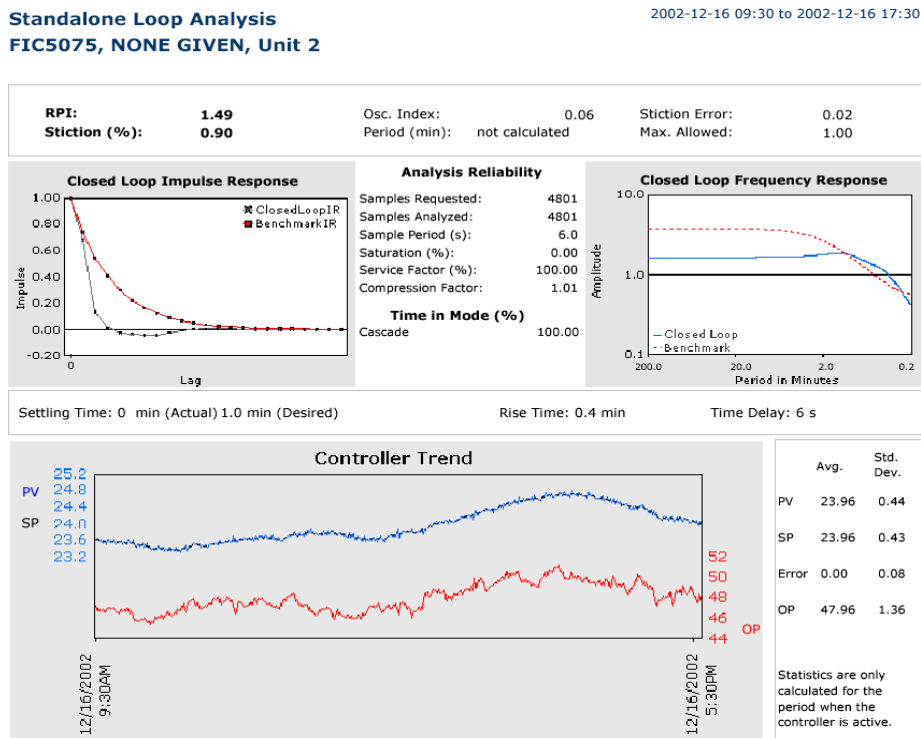 Standalone Loop Analysis
2002-12-16 09:30 to 2002-12-16 17:30
FIC5075, NONE GIVEN, Unit 2
RPI: 1.49 Osc. Index: 0.06 Stiction Error: 0.02
Stiction (%): 0.90 Period (min): not calculated Max. Allowed: 1.00
Closed Loop Impulse Response
ClosedLoopIR
BenchmarkIR
1.00
0.80
0.60
0.40
0.20
0.00
-0.20
Impulse
0
Lag
Analysis Reliability
Samples Requested: 4801
Samples Analyzed: 4801
Sample Period (s): 6.0
Saturation (%): 0.00
Service Factor (%): 100.00
Compression Factor: 1.01
Time in Mode (%)
Cascade 100.00
Closed Loop Frequency Response
10.0
1.0
0.1
Amplitude
Closed Loop
Benchmark
200.0 20.0 2.0 0.2
Period in Minutes
Settling Time: 0 min (Actual) 1.0 min (Desired) Rise Time: 0.4 min Time Delay: 6 s
Controller Trend
PV
SP
25.2
24.8
24.4
24.0
23.6
23.2
52
50
48
46
44
OP
12/16/2002
9:30AM
12/16/2002
5:30PM
Avg. Std. Dev.
PV 23.96 0.44
SP 23.96 0.43
Error 0.00 0.08
OP 47.96 1.36
Statistics are only
calculated for the
period when the
controller is active.